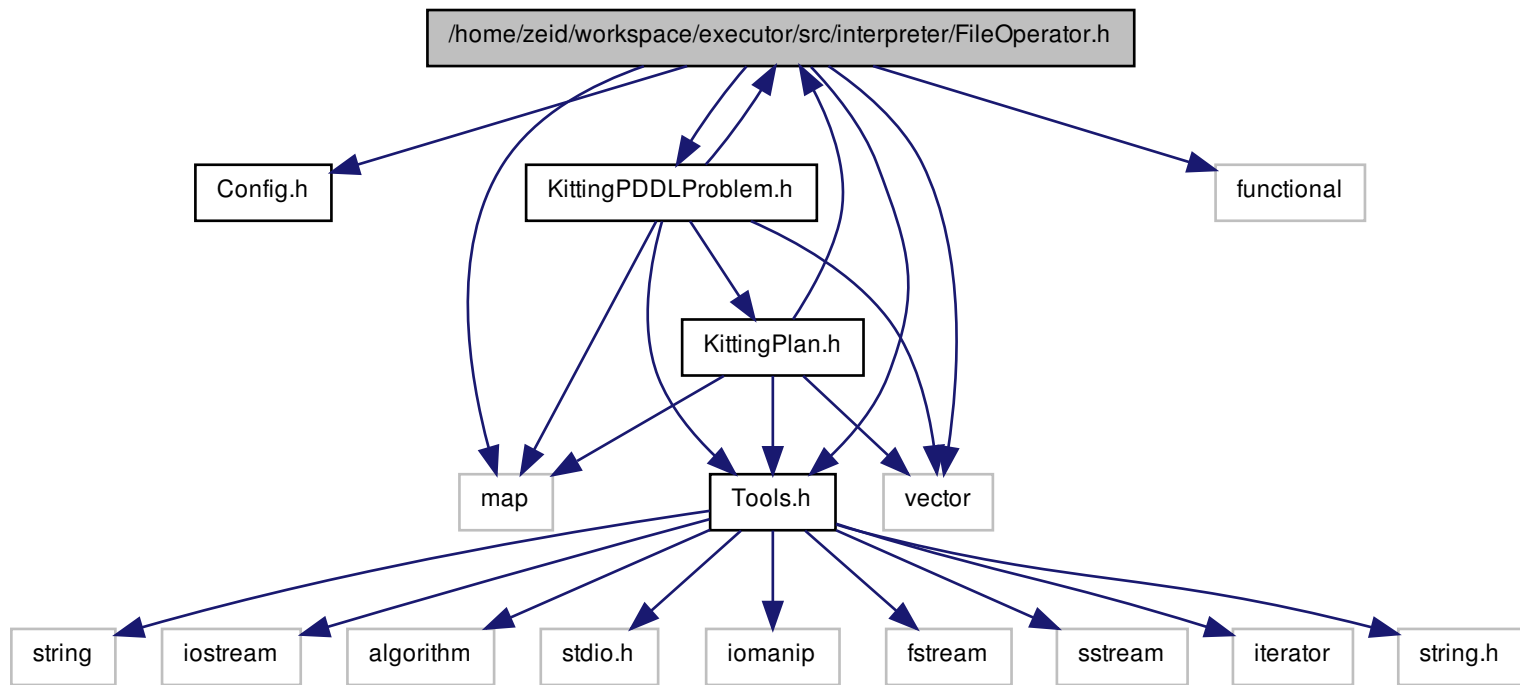 /home/zeid/workspace/executor/src/interpreter/FileOperator.h
Config.h
KittingPDDLProblem.h
functional
KittingPlan.h
map
Tools.h
vector
string
iostream
algorithm
stdio.h
iomanip
fstream
sstream
iterator
string.h